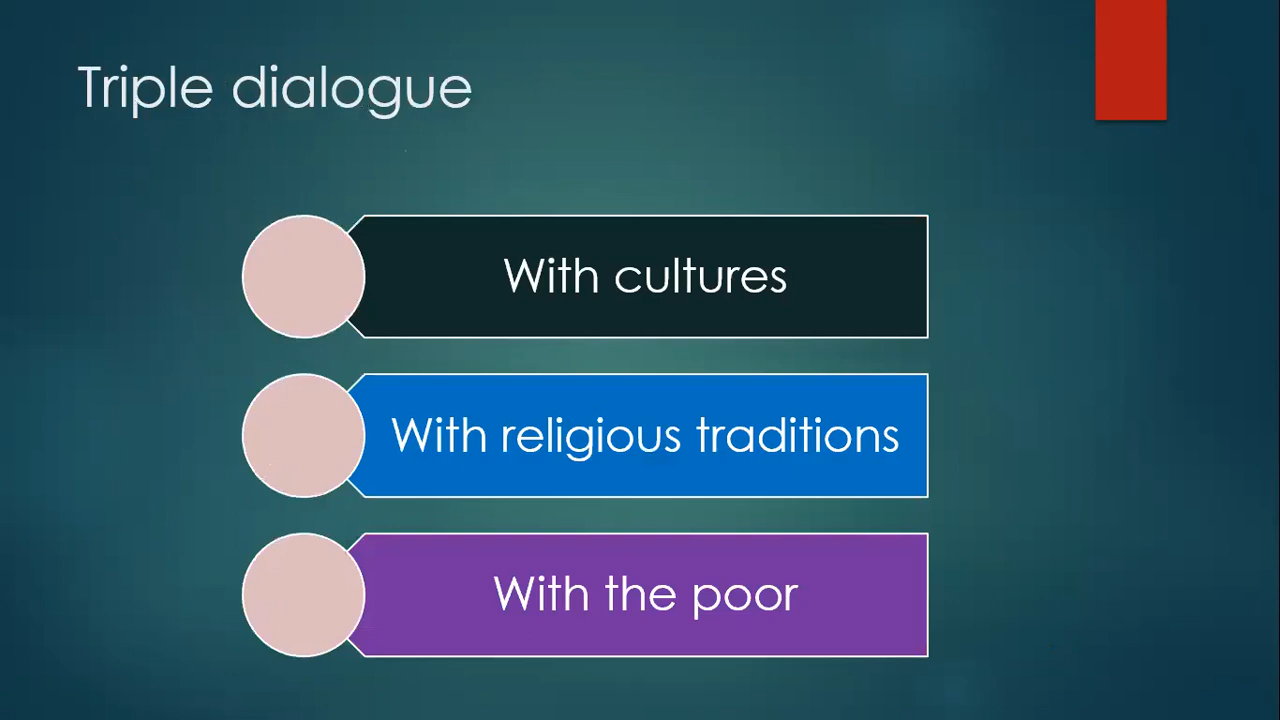 Triple dialogue
With cultures
With religious traditions
With the poor